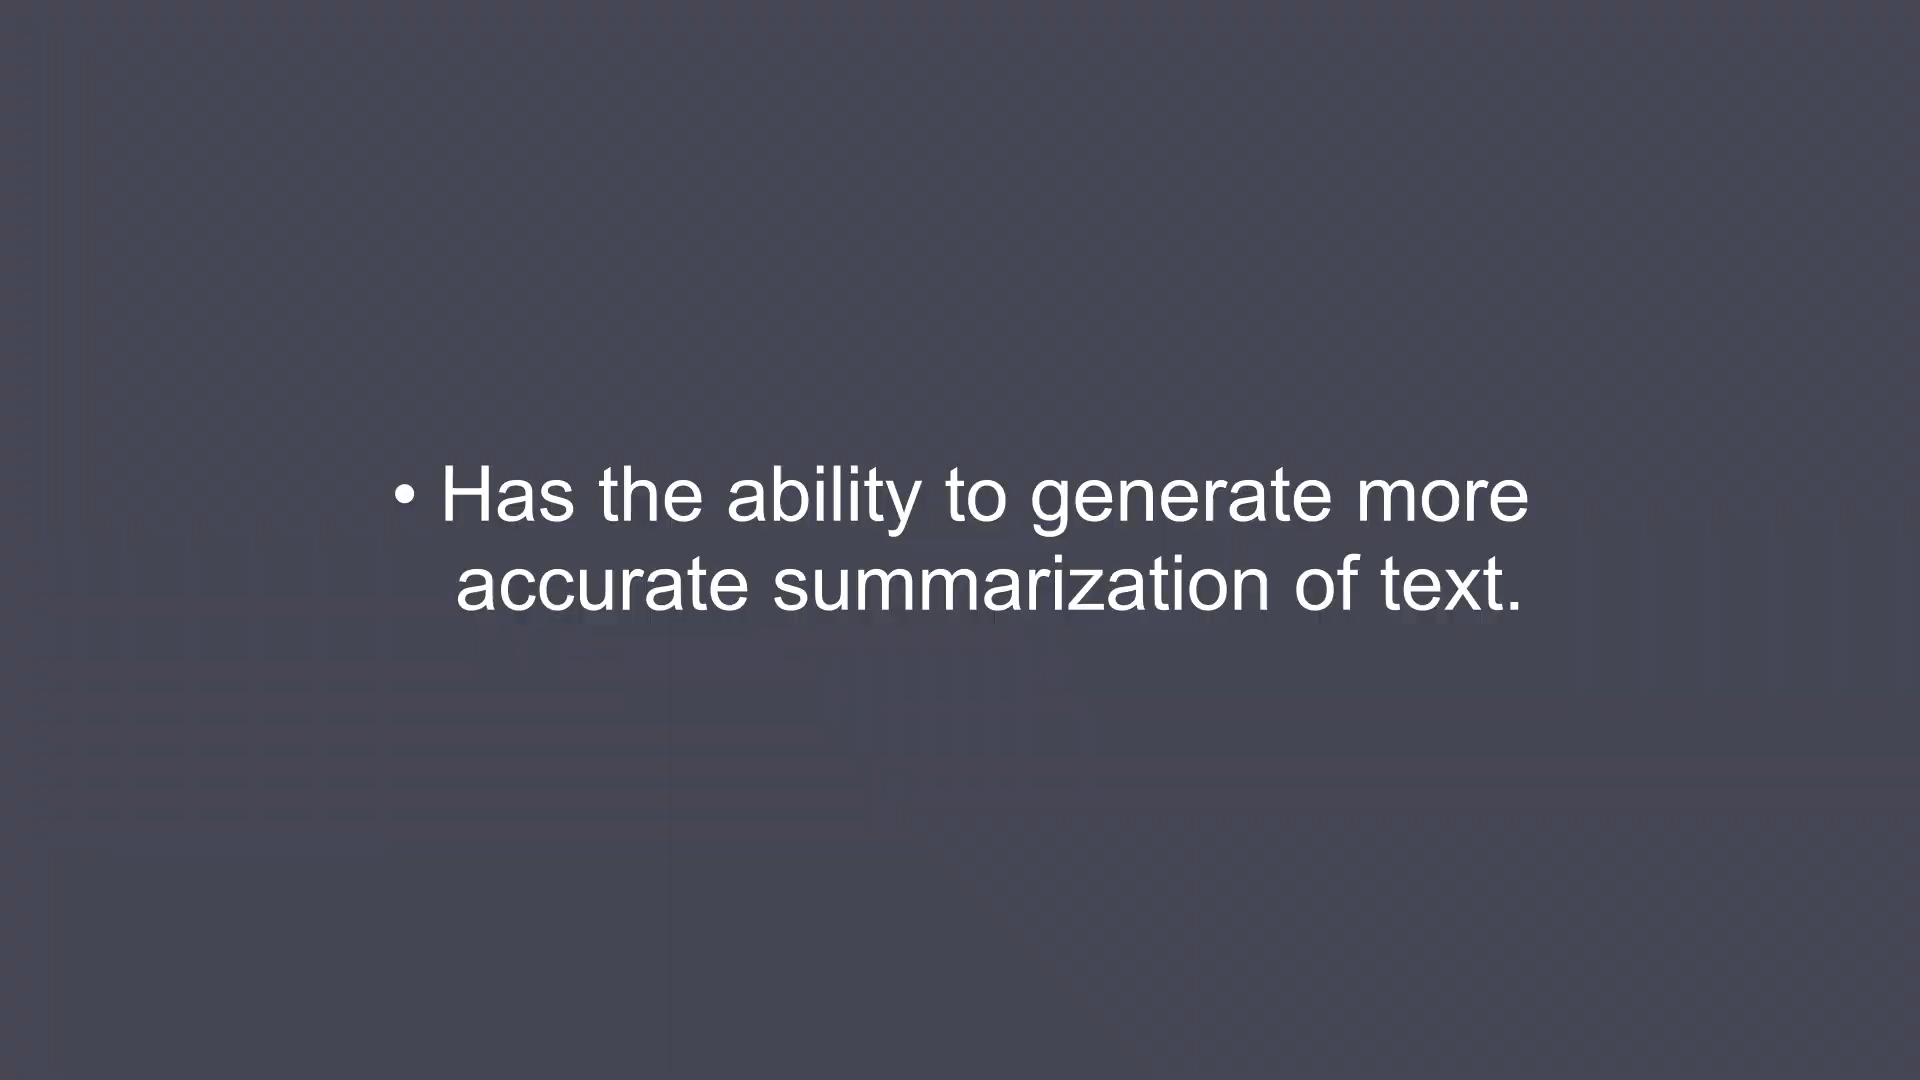 • Has the ability to generate more
accurate summarization of text.